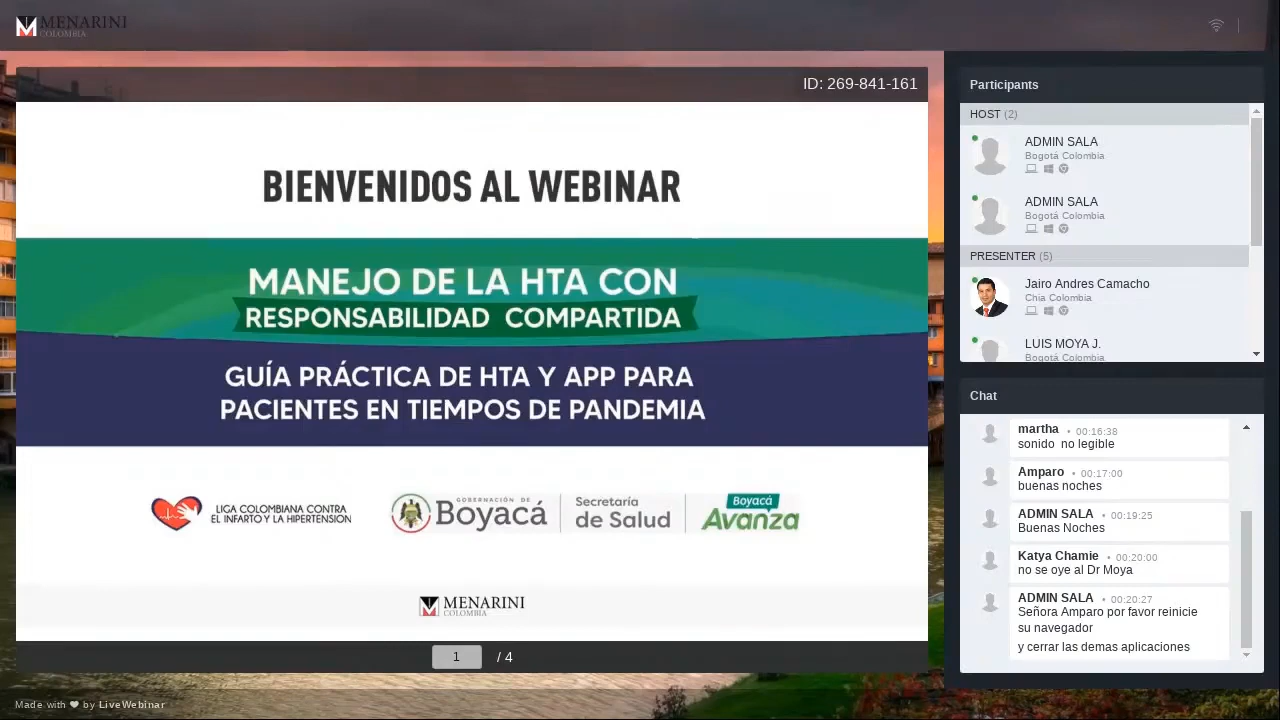 MENARINI
COLOMBIA
ID: 269-841-161
BIENVENIDOS AL WEBINAR
MANEJO DE LA HTA CON
RESPONSABILIDAD COMPARTIDA
GUÍA PRÁCTICA DE HTA Y APP PARA
PACIENTES EN TIEMPOS DE PANDEMIA
LIGA COLOMBIANA CONTRA
EL INFARTO Y LA HIPERTENSIÓN
GOBERNACIÓN DE
Boyacá
Secretaría
de Salud
Boyacá
Avanza
MENARINI
COLOMBIA
1 / 4
Made with ❤ by LiveWebinar
Participants
HOST (2)
ADMIN SALA
Bogotá Colombia
ADMIN SALA
Bogotá Colombia
PRESENTER (5)
Jairo Andres Camacho
Chia Colombia
LUIS MOYA J.
Bogotá Colombia
Chat
martha • 00:16:38
sonido no legible
Amparo • 00:17:00
buenas noches
ADMIN SALA • 00:19:25
Buenas Noches
Katya Chamie • 00:20:00
no se oye al Dr Moya
ADMIN SALA • 00:20:27
Señora Amparo por favor reinicie
su navegador
y cerrar las demas aplicaciones